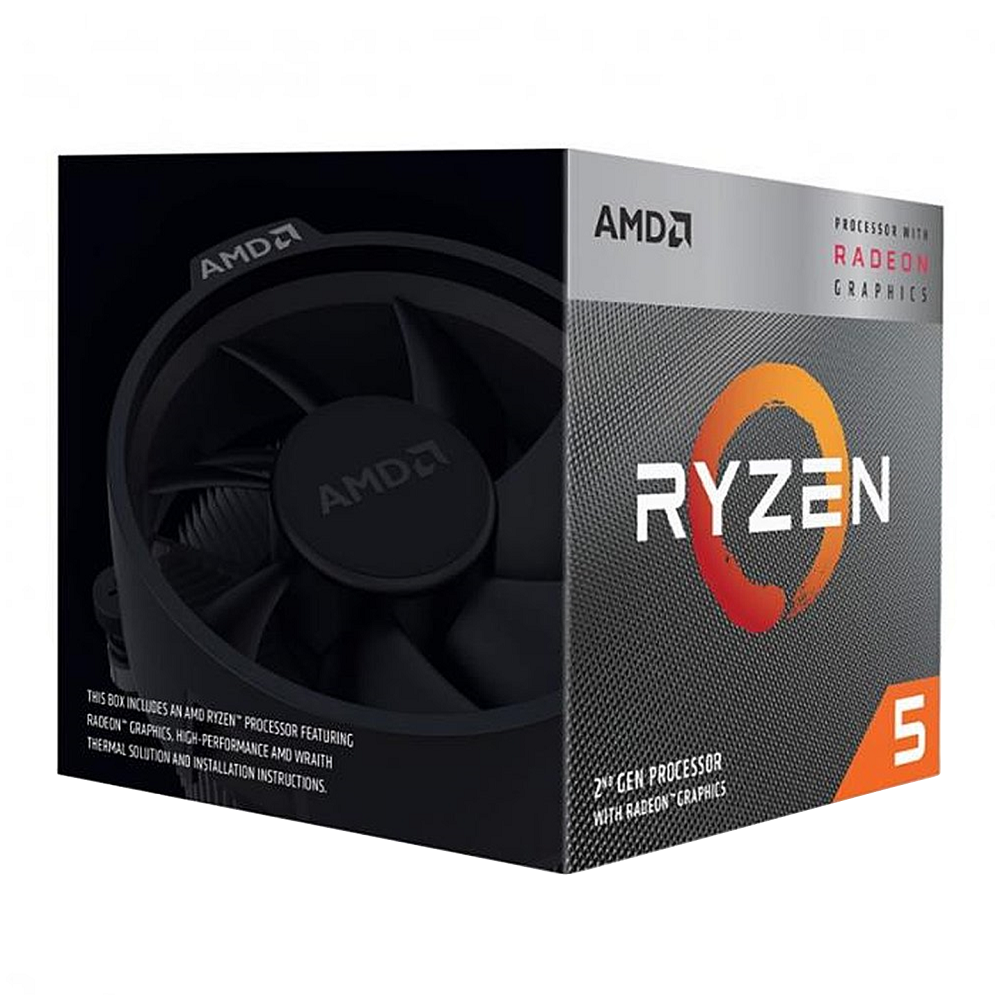 AMD
AMD
THIS BOX INCLUDES AN AMD RYZEN™ PROCESSOR FEATURING
RADEON™ GRAPHICS, HIGH-PERFORMANCE AMD WRAITH
THERMAL SOLUTION AND INSTALLATION INSTRUCTIONS.
AMD
PROCESSOR WITH
RADEON
GRAPHICS
RYZEN
5
2ND GEN PROCESSOR
WITH RADEON™ GRAPHICS